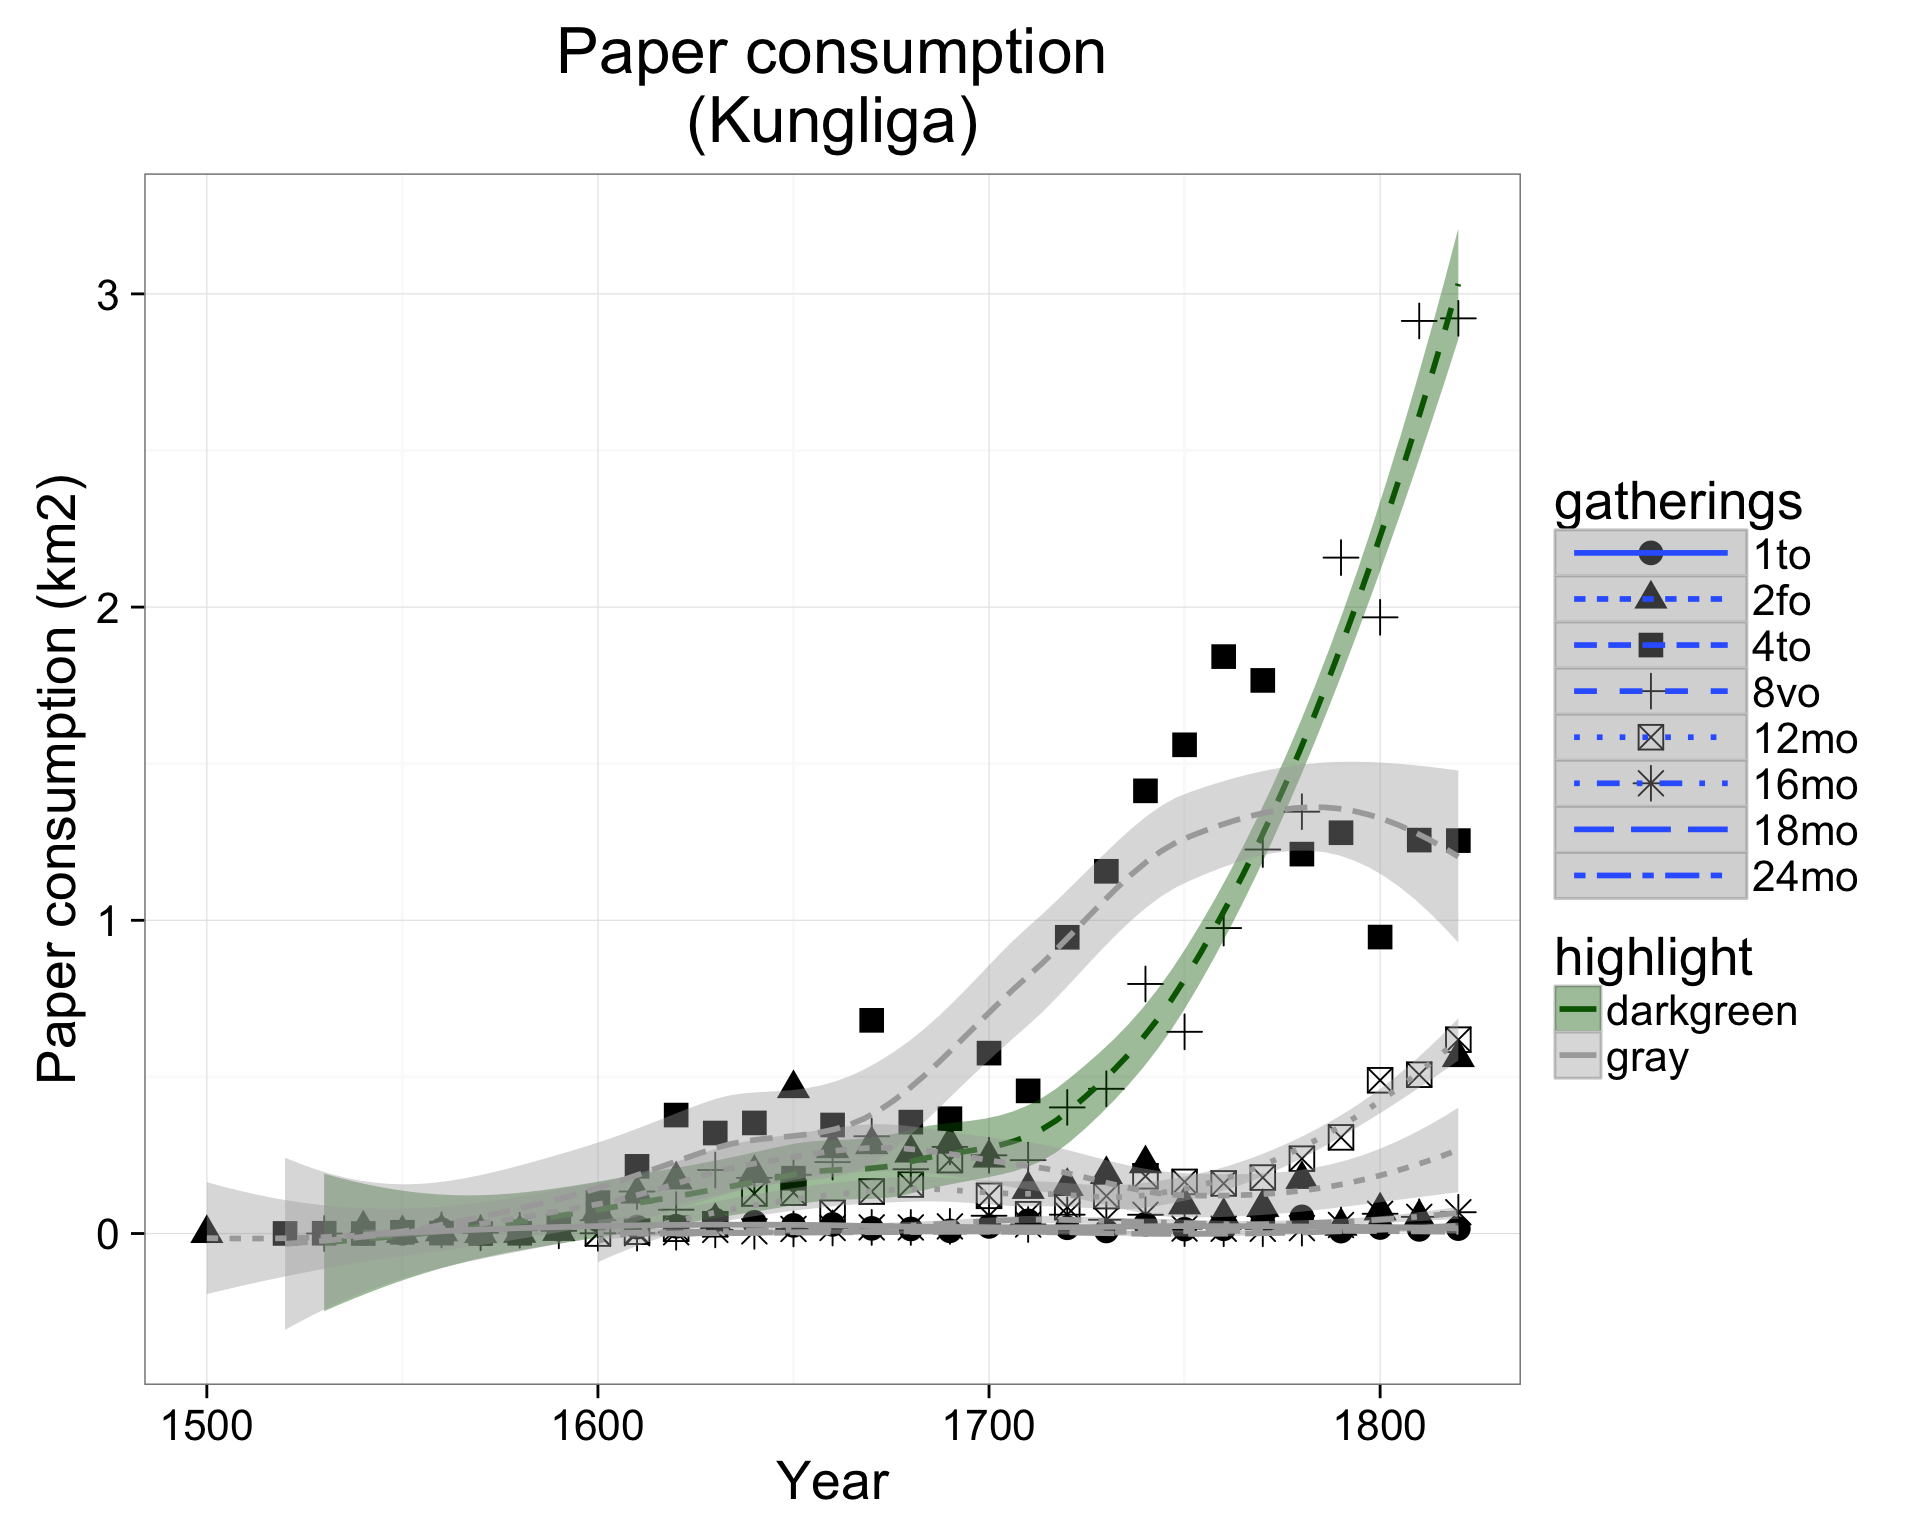 Paper consumption
(Kungliga)
Paper consumption (km2)
3
2
1
0
1500
1600
1700
1800
Year
gatherings
1to
2fo
4to
8vo
12mo
16mo
18mo
24mo
highlight
darkgreen
gray